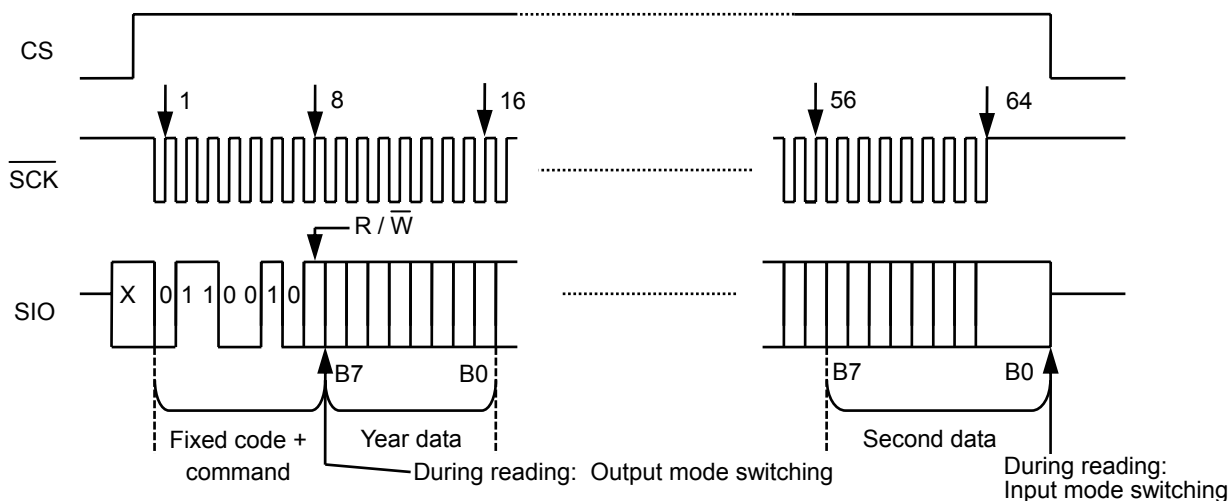 CS
1 8 16 56 64
SCK
R / W
X 0 1 1 0 0 1 0
SIO
B7 B0 B7 B0
Fixed code +
command
Year data
Second data
During reading: Output mode switching
During reading:
Input mode switching